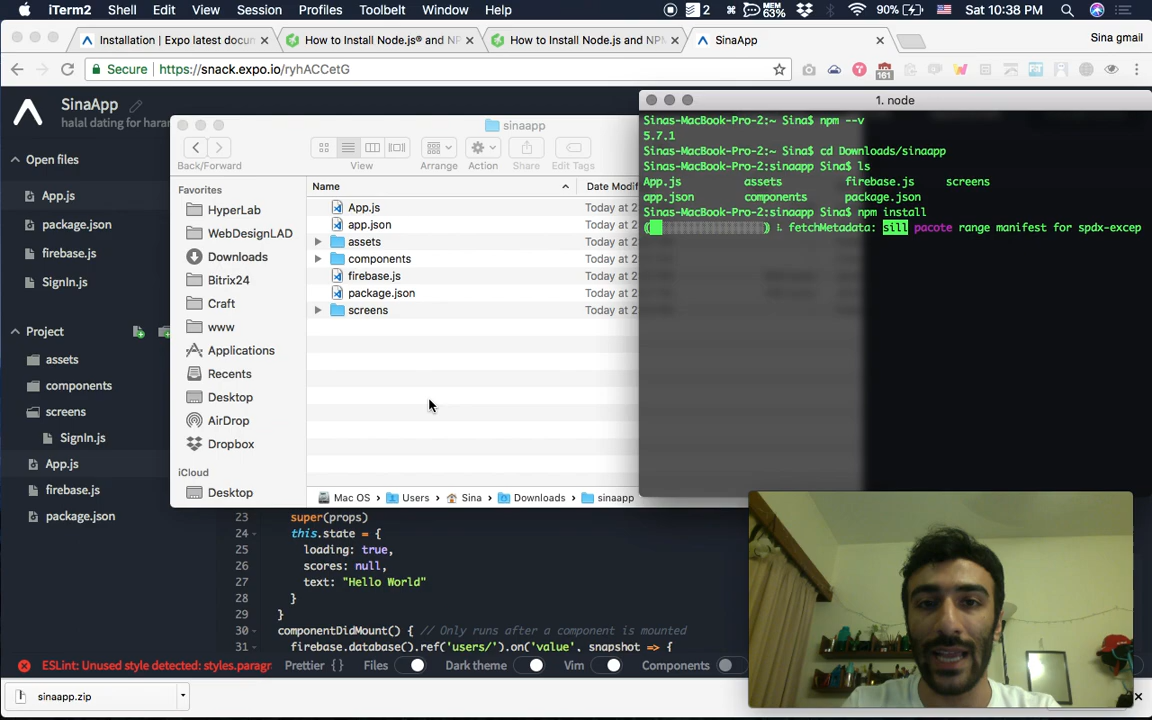 iTerm2 Shell Edit View Session Profiles Toolbelt Window Help 2 MEM 63% 90% Sat 10:38 PM
Installation | Expo latest docum
How to Install Node.js® and NP
How to Install Node.js and NPM
SinaApp
Sina gmail
Secure https://snack.expo.io/ryhACCetG
161
SinaApp
halal dating for haram
Open files
App.js
package.json
firebase.js
SignIn.js
Project
assets
components
screens
SignIn.js
App.js
firebase.js
package.json
sinaapp
Back/Forward View Arrange Action Share Edit Tags
Favorites
HyperLab
WebDesignLAD
Downloads
Bitrix24
Craft
www
Applications
Recents
Desktop
AirDrop
Dropbox
iCloud
Desktop
Name Date Modif
App.js Today at 2
app.json Today at 2
assets Today at 2
components Today at 2
firebase.js Today at 2
package.json Today at 2
screens Today at 2
Mac OS › Users › Sina › Downloads › sinaapp
1. node
Sinas-MacBook-Pro-2:~ Sina$ npm --v
5.7.1
Sinas-MacBook-Pro-2:~ Sina$ cd Downloads/sinaapp
Sinas-MacBook-Pro-2:sinaapp Sina$ ls
App.js assets firebase.js screens
app.json components package.json
Sinas-MacBook-Pro-2:sinaapp Sina$ npm install
fetchMetadata: sill pacote range manifest for spdx-excep
23 super(props)
24 this.state = {
25 loading: true,
26 scores: null,
27 text: "Hello World"
28 }
29 }
30 componentDidMount() { // Only runs after a component is mounted
31 firebase.database().ref('users/').on('value', snapshot => {
ESLint: Unused style detected: styles.paragr
Prettier {} Files Dark theme Vim Components
sinaapp.zip